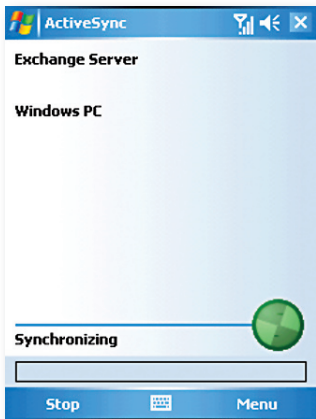 ActiveSync
Exchange Server
Windows PC
Synchronizing
Stop
Menu